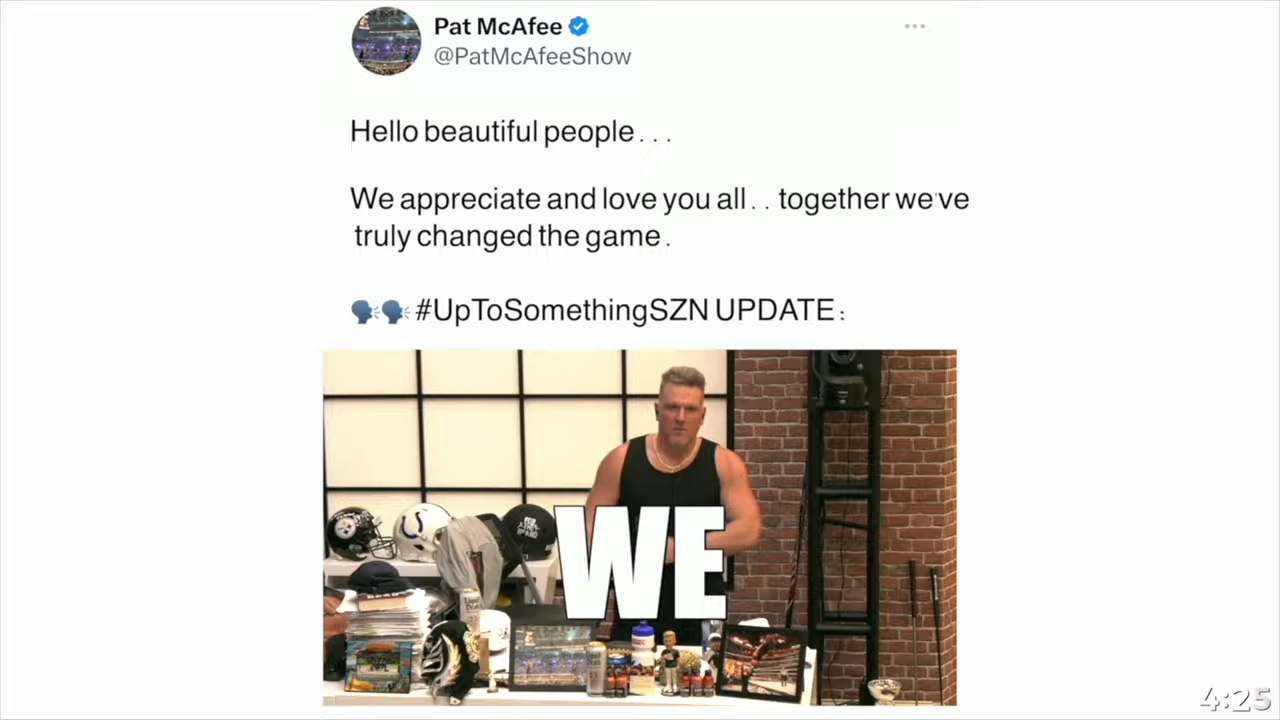 Pat McAfee
@PatMcAfeeShow
Hello beautiful people . . .
We appreciate and love you all . . together we've
truly changed the game .
#UpToSomethingSZN UPDATE :
WE
4:25